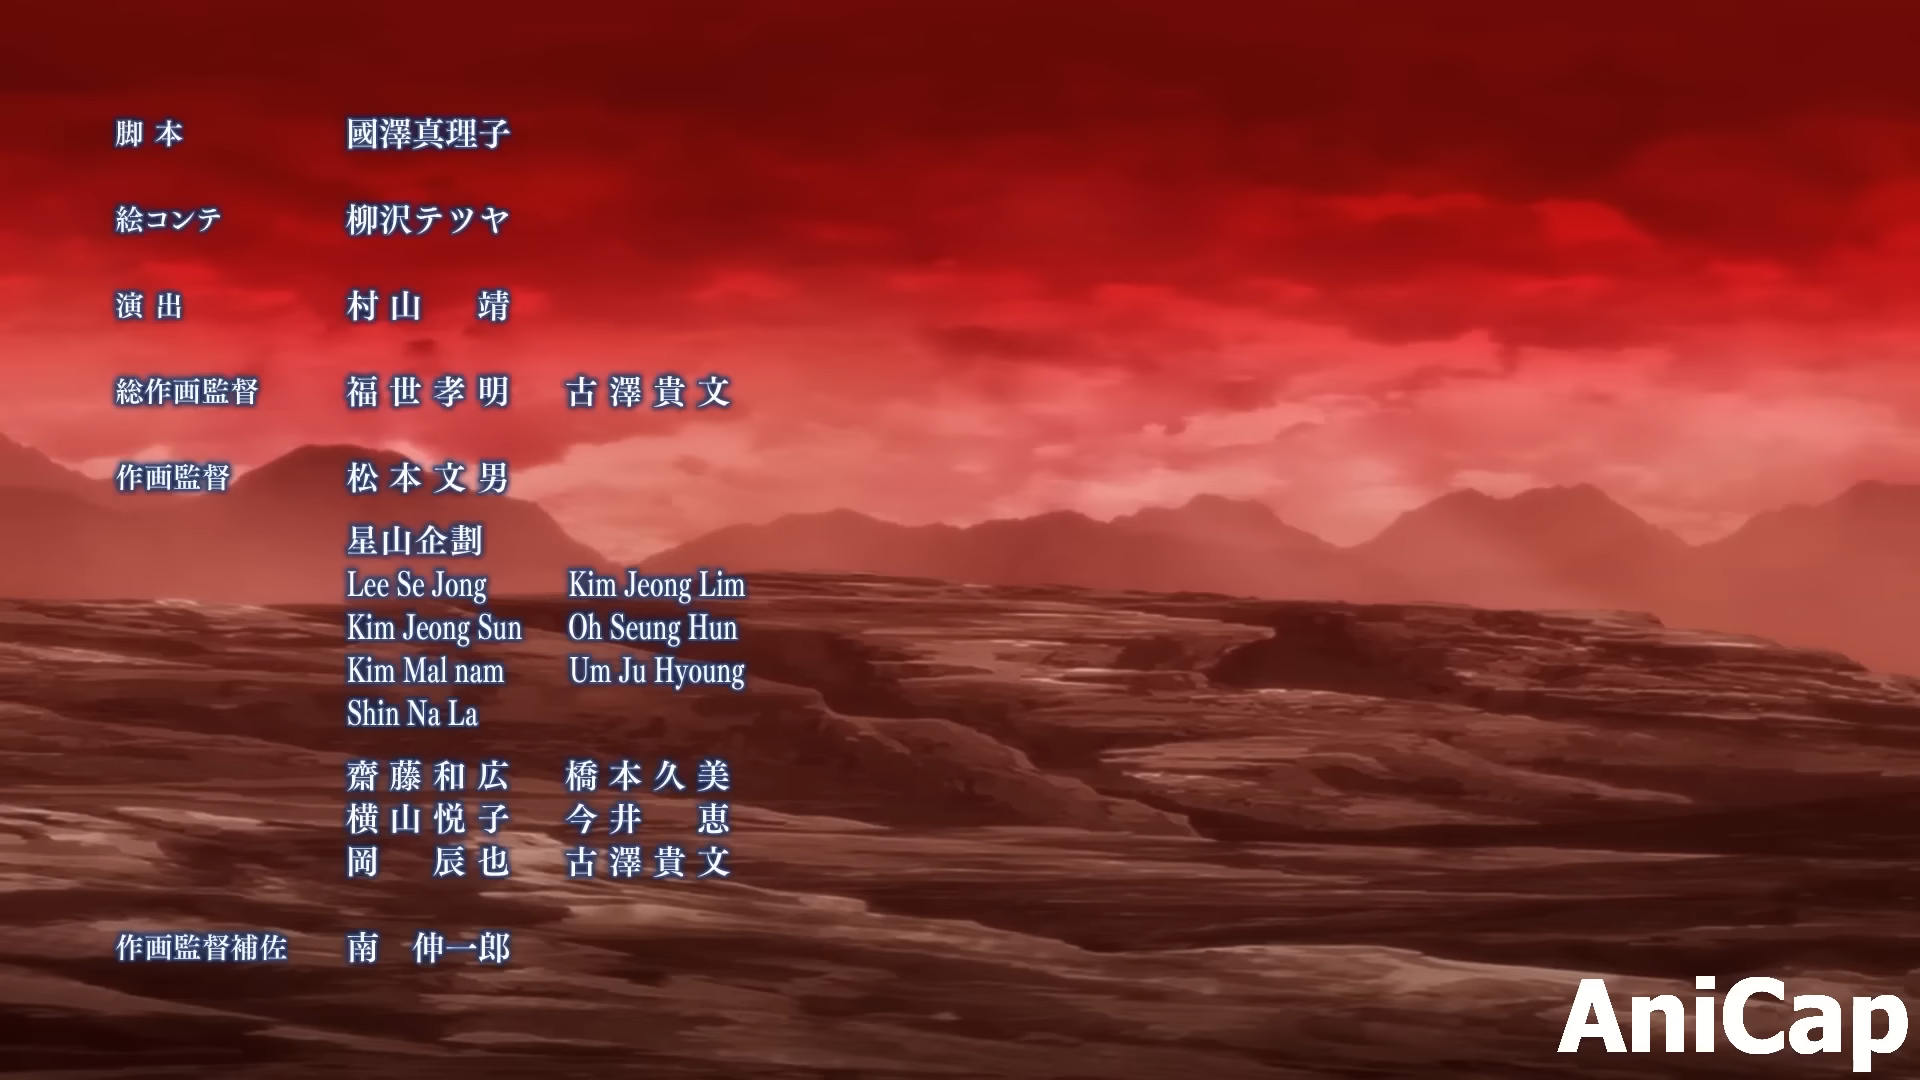 脚本 國澤真理子
絵コンテ 柳沢テツヤ
演出 村山 靖
総作画監督 福世孝明 古澤貴文
作画監督 松本文男
星山企劃
Lee Se Jong Kim Jeong Lim
Kim Jeong Sun Oh Seung Hun
Kim Mal nam Um Ju Hyoung
Shin Na La
齋藤和広 橋本久美
横山悦子 今井 恵
岡 辰也 古澤貴文
作画監督補佐 南 伸一郎
AniCap